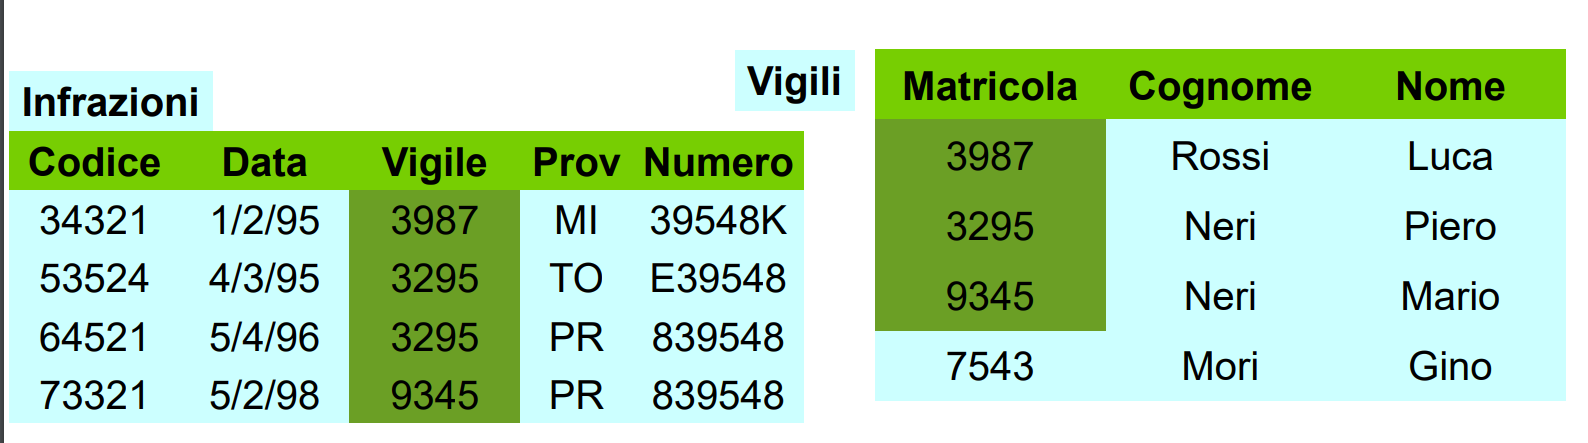 Infrazioni
Codice Data Vigile Prov Numero
34321 1/2/95 3987 MI 39548K
53524 4/3/95 3295 TO E39548
64521 5/4/96 3295 PR 839548
73321 5/2/98 9345 PR 839548
Vigili
Matricola Cognome Nome
3987 Rossi Luca
3295 Neri Piero
9345 Neri Mario
7543 Mori Gino